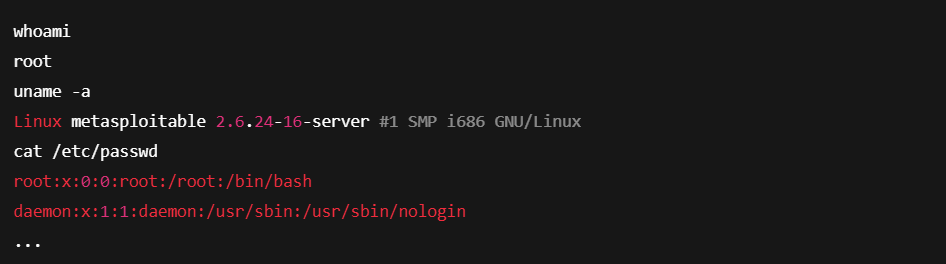 whoami
root
uname -a
Linux metasploitable 2.6.24-16-server #1 SMP i686 GNU/Linux
cat /etc/passwd
root:x:0:0:root:/root:/bin/bash
daemon:x:1:1:daemon:/usr/sbin:/usr/sbin/nologin
...